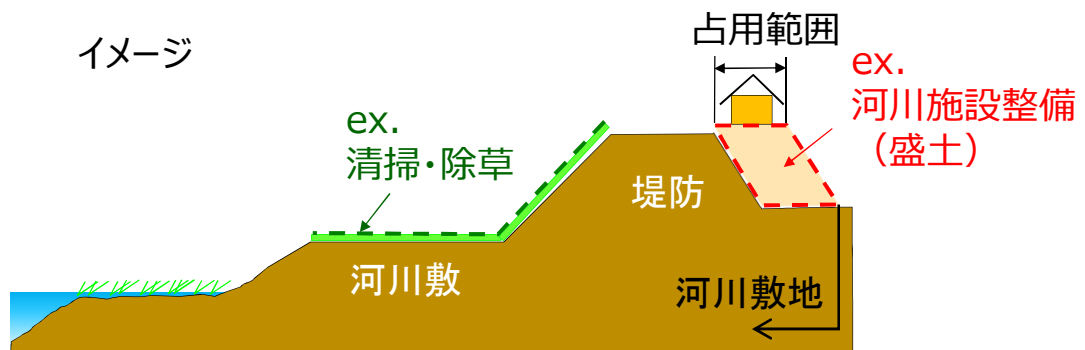 イメージ
占用範囲
ex.
河川施設整備
（盛土）
ex.
清掃・除草
堤防
河川敷
河川敷地